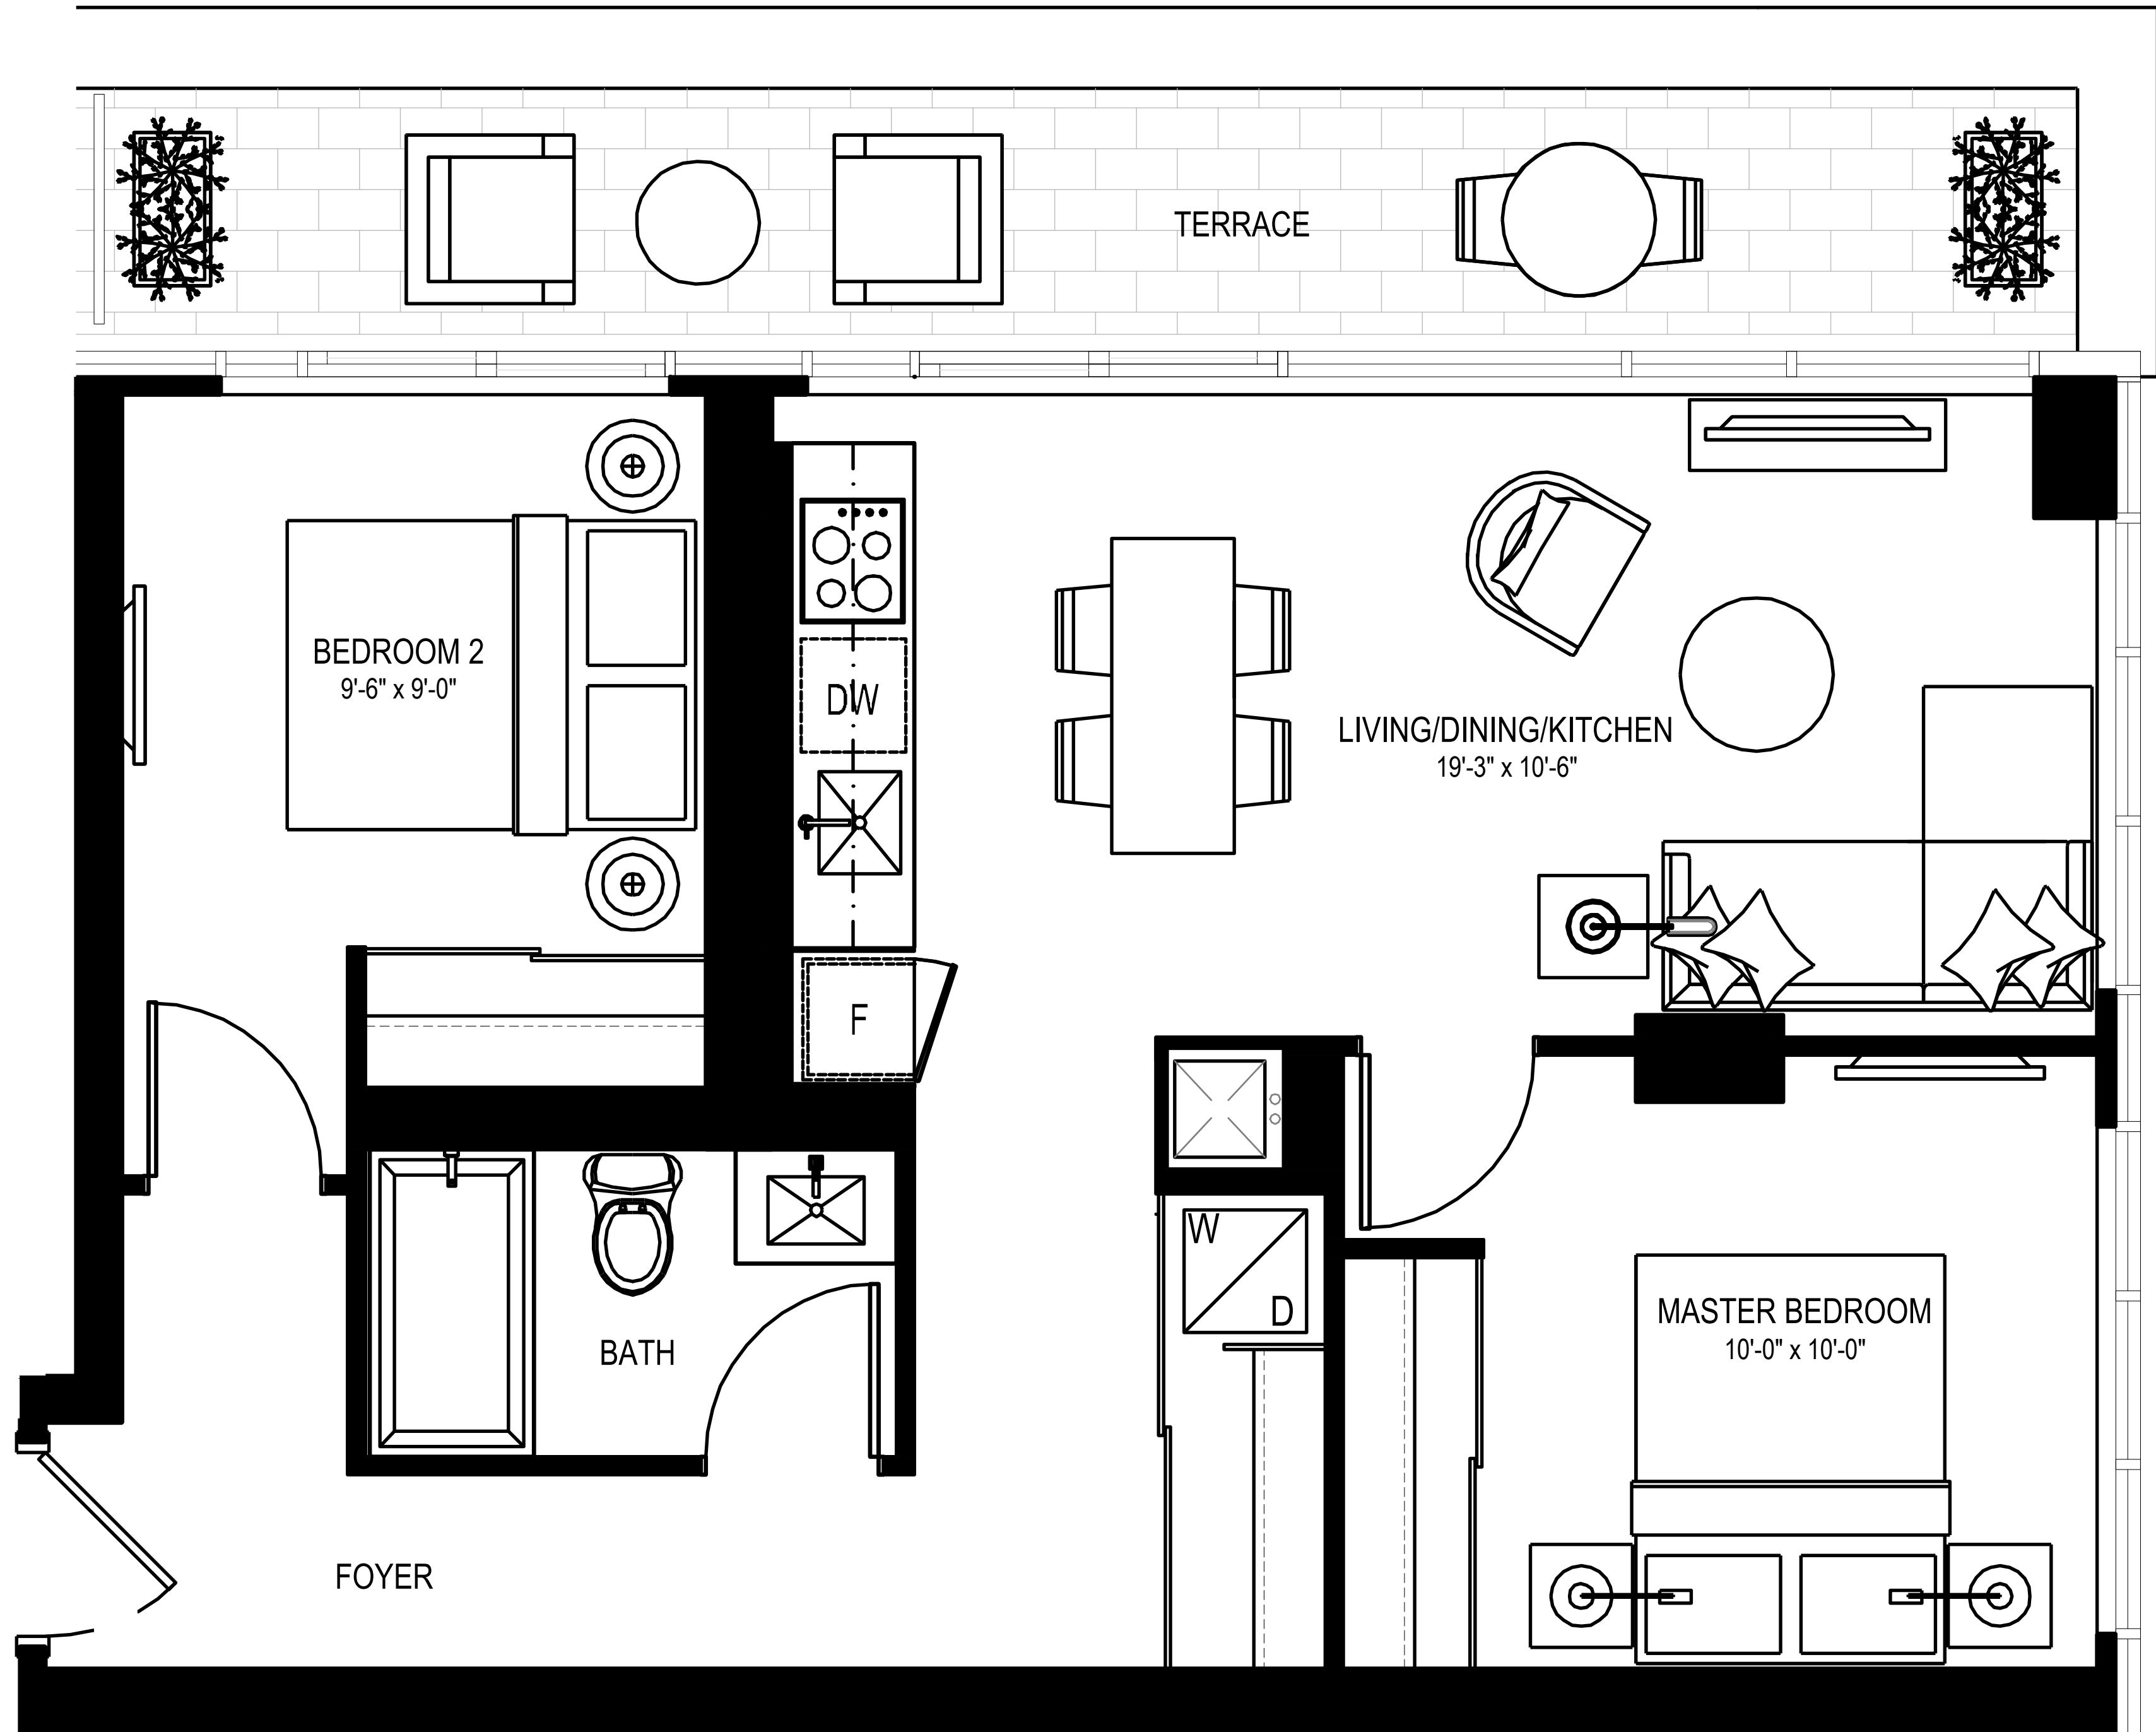 TERRACE
BEDROOM 2
9'-6" x 9'-0"
DW
LIVING/DINING/KITCHEN
19'-3" x 10'-6"
F
W
D
MASTER BEDROOM
10'-0" x 10'-0"
BATH
FOYER